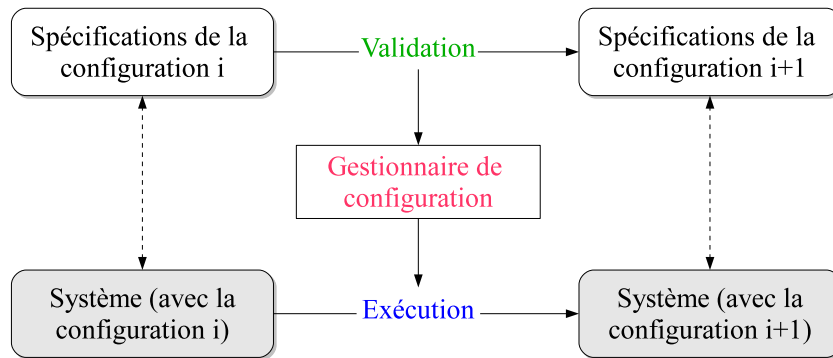 Spécifications de la
configuration i
Validation
Spécifications de la
configuration i+1
Gestionnaire de
configuration
Système (avec la
configuration i)
Exécution
Système (avec la
configuration i+1)